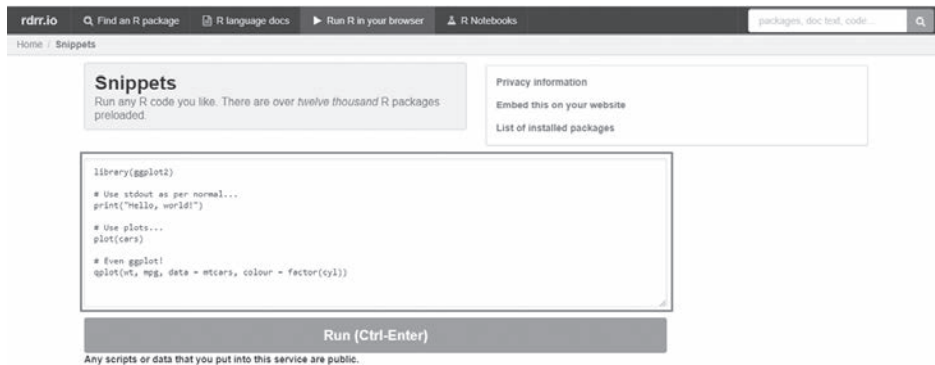 rdrr.io Find an R package R language docs Run R in your browser R Notebooks packages, doc text, code...
Home / Snippets
Snippets
Run any R code you like. There are over twelve thousand R packages
preloaded.
Privacy information
Embed this on your website
List of installed packages
library(ggplot2)
# Use stdout as per normal...
print("Hello, world!")
# Use plots...
plot(cars)
# Even ggplot!
qplot(wt, mpg, data = mtcars, colour = factor(cyl))
Run (Ctrl-Enter)
Any scripts or data that you put into this service are public.